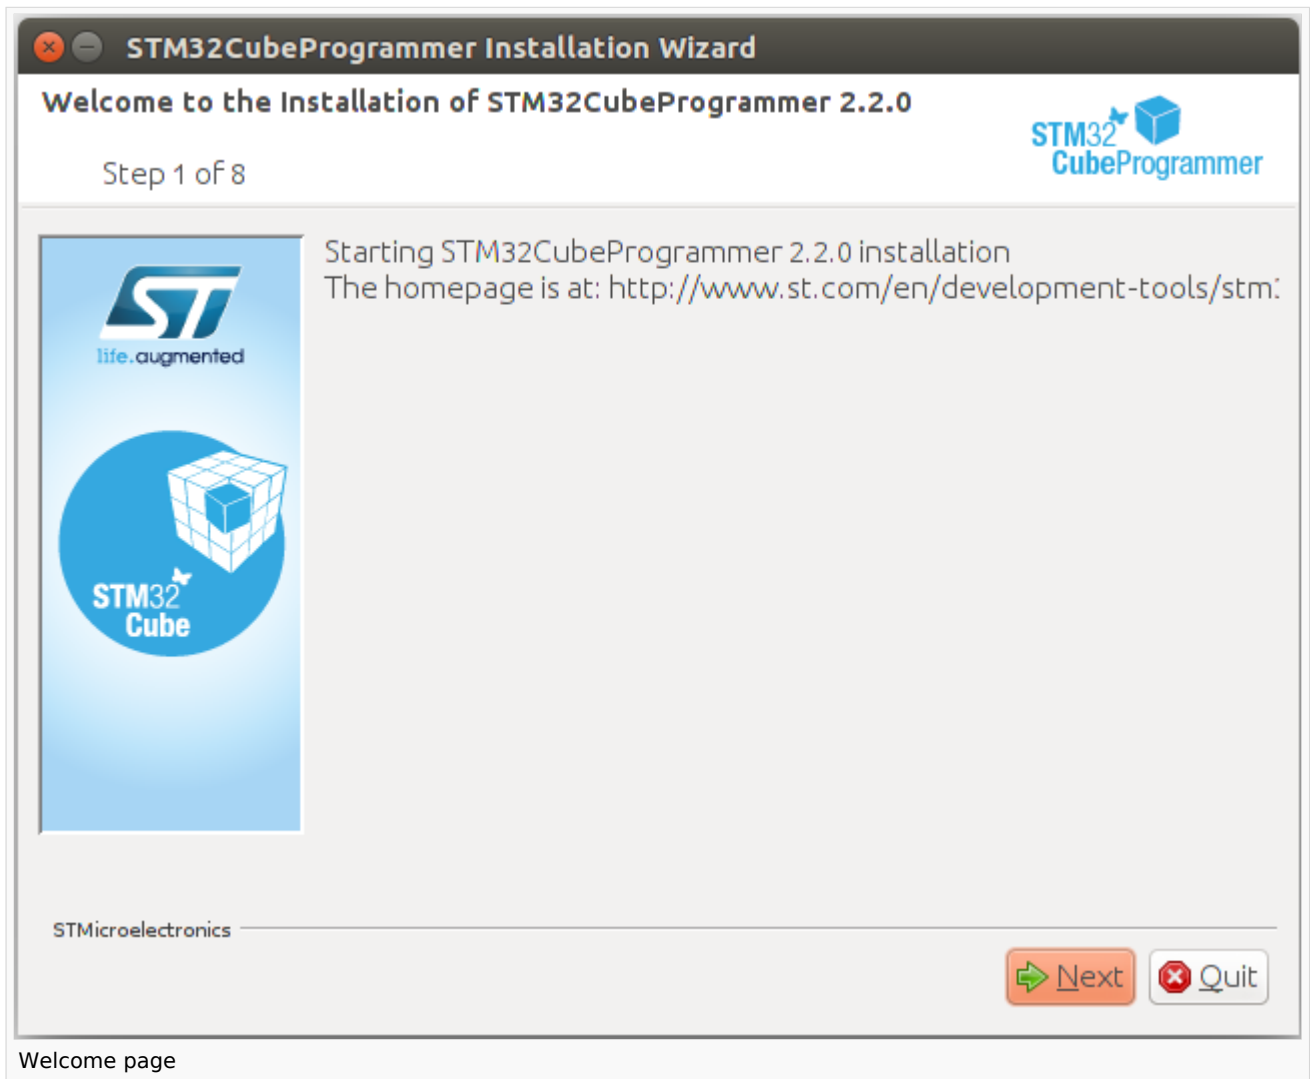 STM32CubeProgrammer Installation Wizard
Welcome to the Installation of STM32CubeProgrammer 2.2.0
Step 1 of 8
STM32
CubeProgrammer
ST
life.augmented
STM32
Cube
Starting STM32CubeProgrammer 2.2.0 installation
The homepage is at: http://www.st.com/en/development-tools/stm
STMicroelectronics
Next
Quit
Welcome page